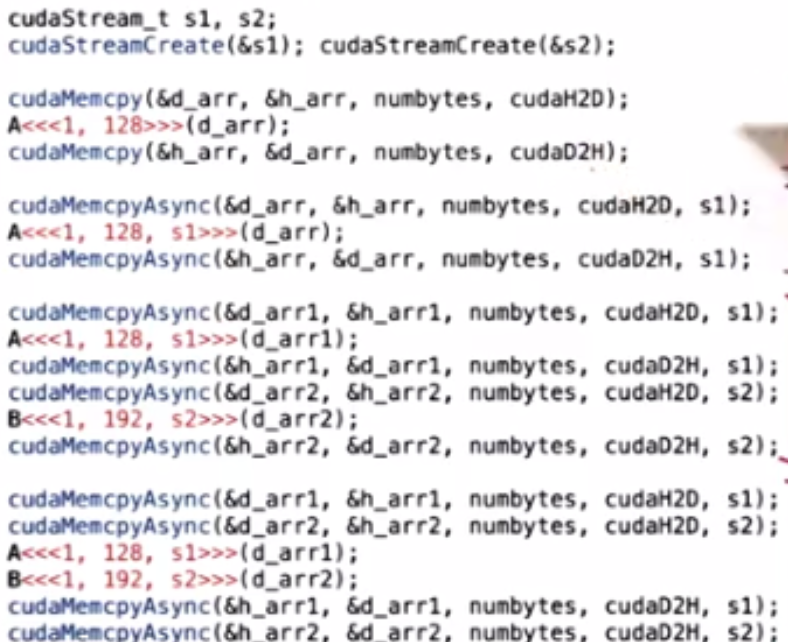 cudaStream_t s1, s2;
cudaStreamCreate(&s1); cudaStreamCreate(&s2);
cudaMemcpy(&d_arr, &h_arr, numbytes, cudaH2D);
A<<<1, 128>>>(d_arr);
cudaMemcpy(&h_arr, &d_arr, numbytes, cudaD2H);
cudaMemcpyAsync(&d_arr, &h_arr, numbytes, cudaH2D, s1);
A<<<1, 128, s1>>>(d_arr);
cudaMemcpyAsync(&h_arr, &d_arr, numbytes, cudaD2H, s1);
cudaMemcpyAsync(&d_arr1, &h_arr1, numbytes, cudaH2D, s1);
A<<<1, 128, s1>>>(d_arr1);
cudaMemcpyAsync(&h_arr1, &d_arr1, numbytes, cudaD2H, s1);
cudaMemcpyAsync(&d_arr2, &h_arr2, numbytes, cudaH2D, s2);
B<<<1, 192, s2>>>(d_arr2);
cudaMemcpyAsync(&h_arr2, &d_arr2, numbytes, cudaD2H, s2);
cudaMemcpyAsync(&d_arr1, &h_arr1, numbytes, cudaH2D, s1);
cudaMemcpyAsync(&d_arr2, &h_arr2, numbytes, cudaH2D, s2);
A<<<1, 128, s1>>>(d_arr1);
B<<<1, 192, s2>>>(d_arr2);
cudaMemcpyAsync(&h_arr1, &d_arr1, numbytes, cudaD2H, s1);
cudaMemcpyAsync(&h_arr2, &d_arr2, numbytes, cudaD2H, s2);